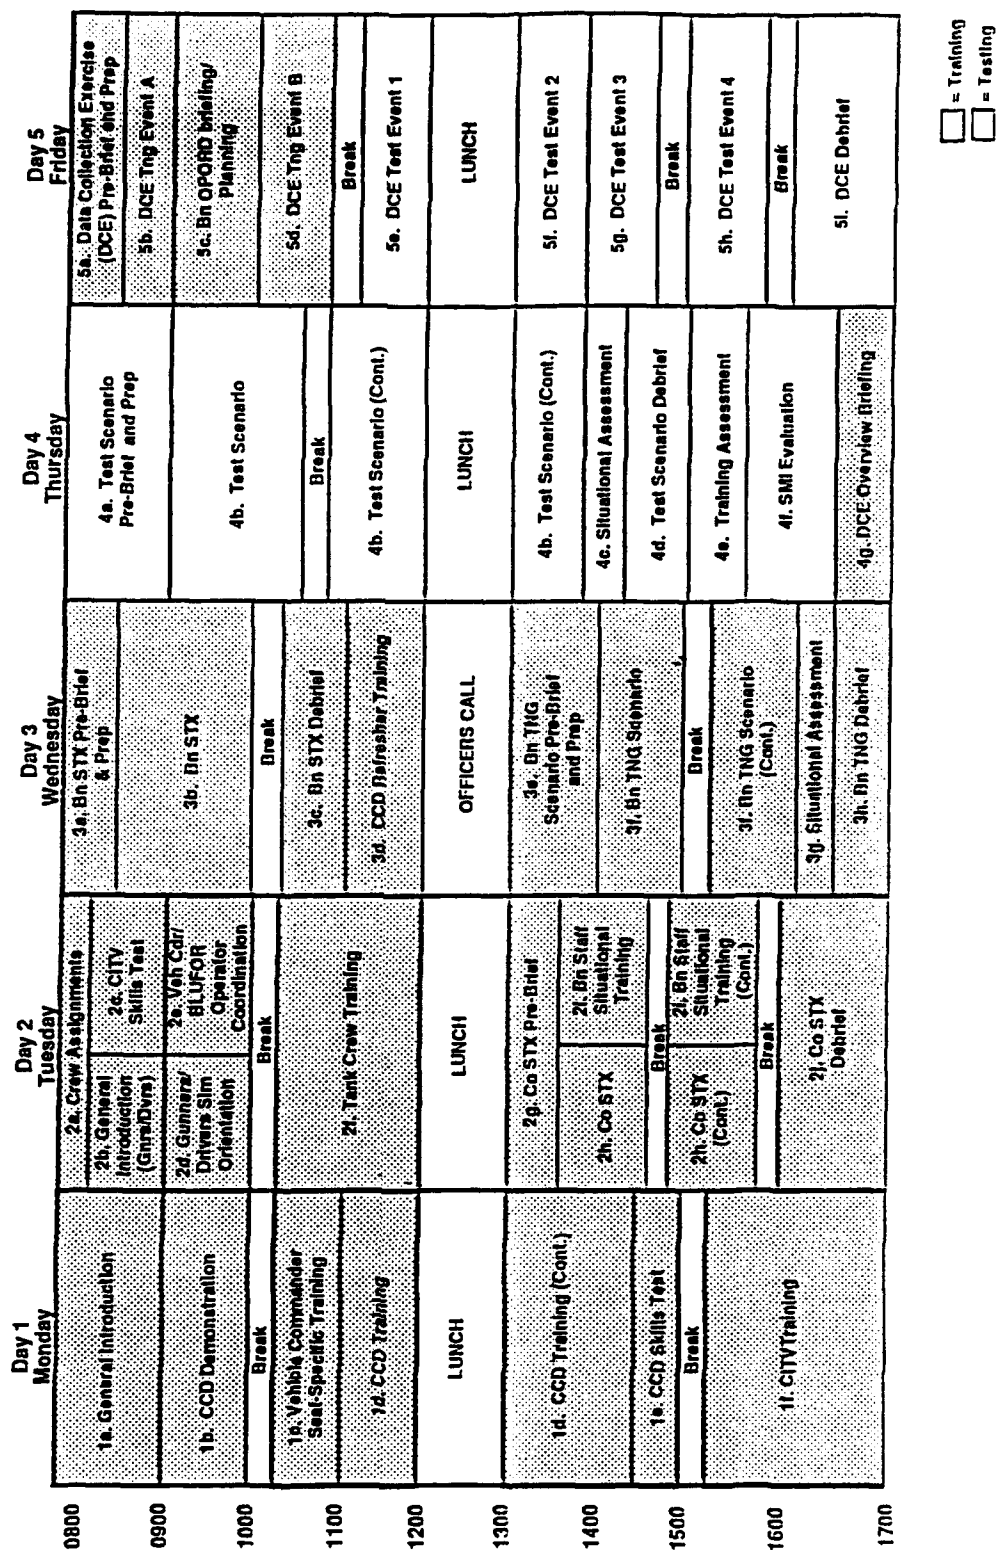 Day 1
Monday
1a. General Introduction
1b. CCD Demonstration
Break
1c. Vehicle Commander
Seat-Specific Training
1d. CCD Training
LUNCH
1d. CCD Training (Cont.)
1e. CCD Skills Test
Break
1f. CITV Training
Day 2
Tuesday
2a. Crew Assignments
2b. General
Introduction
(Gnrs/Dvrs)
2c. CITV
Skills Test
2d. Gunners/
Drivers Sim
Orientation
2e. Veh Cdr/
BLUFOR
Operator
Coordination
Break
2f. Tank Crew Training
LUNCH
2g. Co STX Pre-Brief
2h. Co STX
2i. Bn Staff
Situational
Training
Break
2h. Co STX
(Cont.)
2i. Bn Staff
Situational
Training
(Cont.)
Break
2j. Co STX
Debrief
Day 3
Wednesday
3a. Bn STX Pre-Brief
& Prep
3b. Bn STX
Break
3c. Bn STX Debrief
3d. CCD Refresher Training
OFFICERS CALL
3e. Bn TNG
Scenario Pre-Brief
and Prep
3f. Bn TNG Scenario
Break
3f. Bn TNG Scenario
(Cont.)
3g. Situational Assessment
3h. Bn TNG Debrief
Day 4
Thursday
4a. Test Scenario
Pre-Brief and Prep
4b. Test Scenario
Break
4b. Test Scenario (Cont.)
LUNCH
4b. Test Scenario (Cont.)
4c. Situational Assessment
4d. Test Scenario Debrief
4e. Training Assessment
4f. SMI Evaluation
4g. DCE Overview Briefing
Day 5
Friday
5a. Data Collection Exercise
(DCE) Pre-Brief and Prep
5b. DCE Tng Event A
5c. Bn OPORD briefing/
Planning
5d. DCE Tng Event B
Break
5e. DCE Test Event 1
LUNCH
5f. DCE Test Event 2
5g. DCE Test Event 3
Break
5h. DCE Test Event 4
Break
5i. DCE Debrief
0800
0900
1000
1100
1200
1300
1400
1500
1600
1700
= Training
= Testing